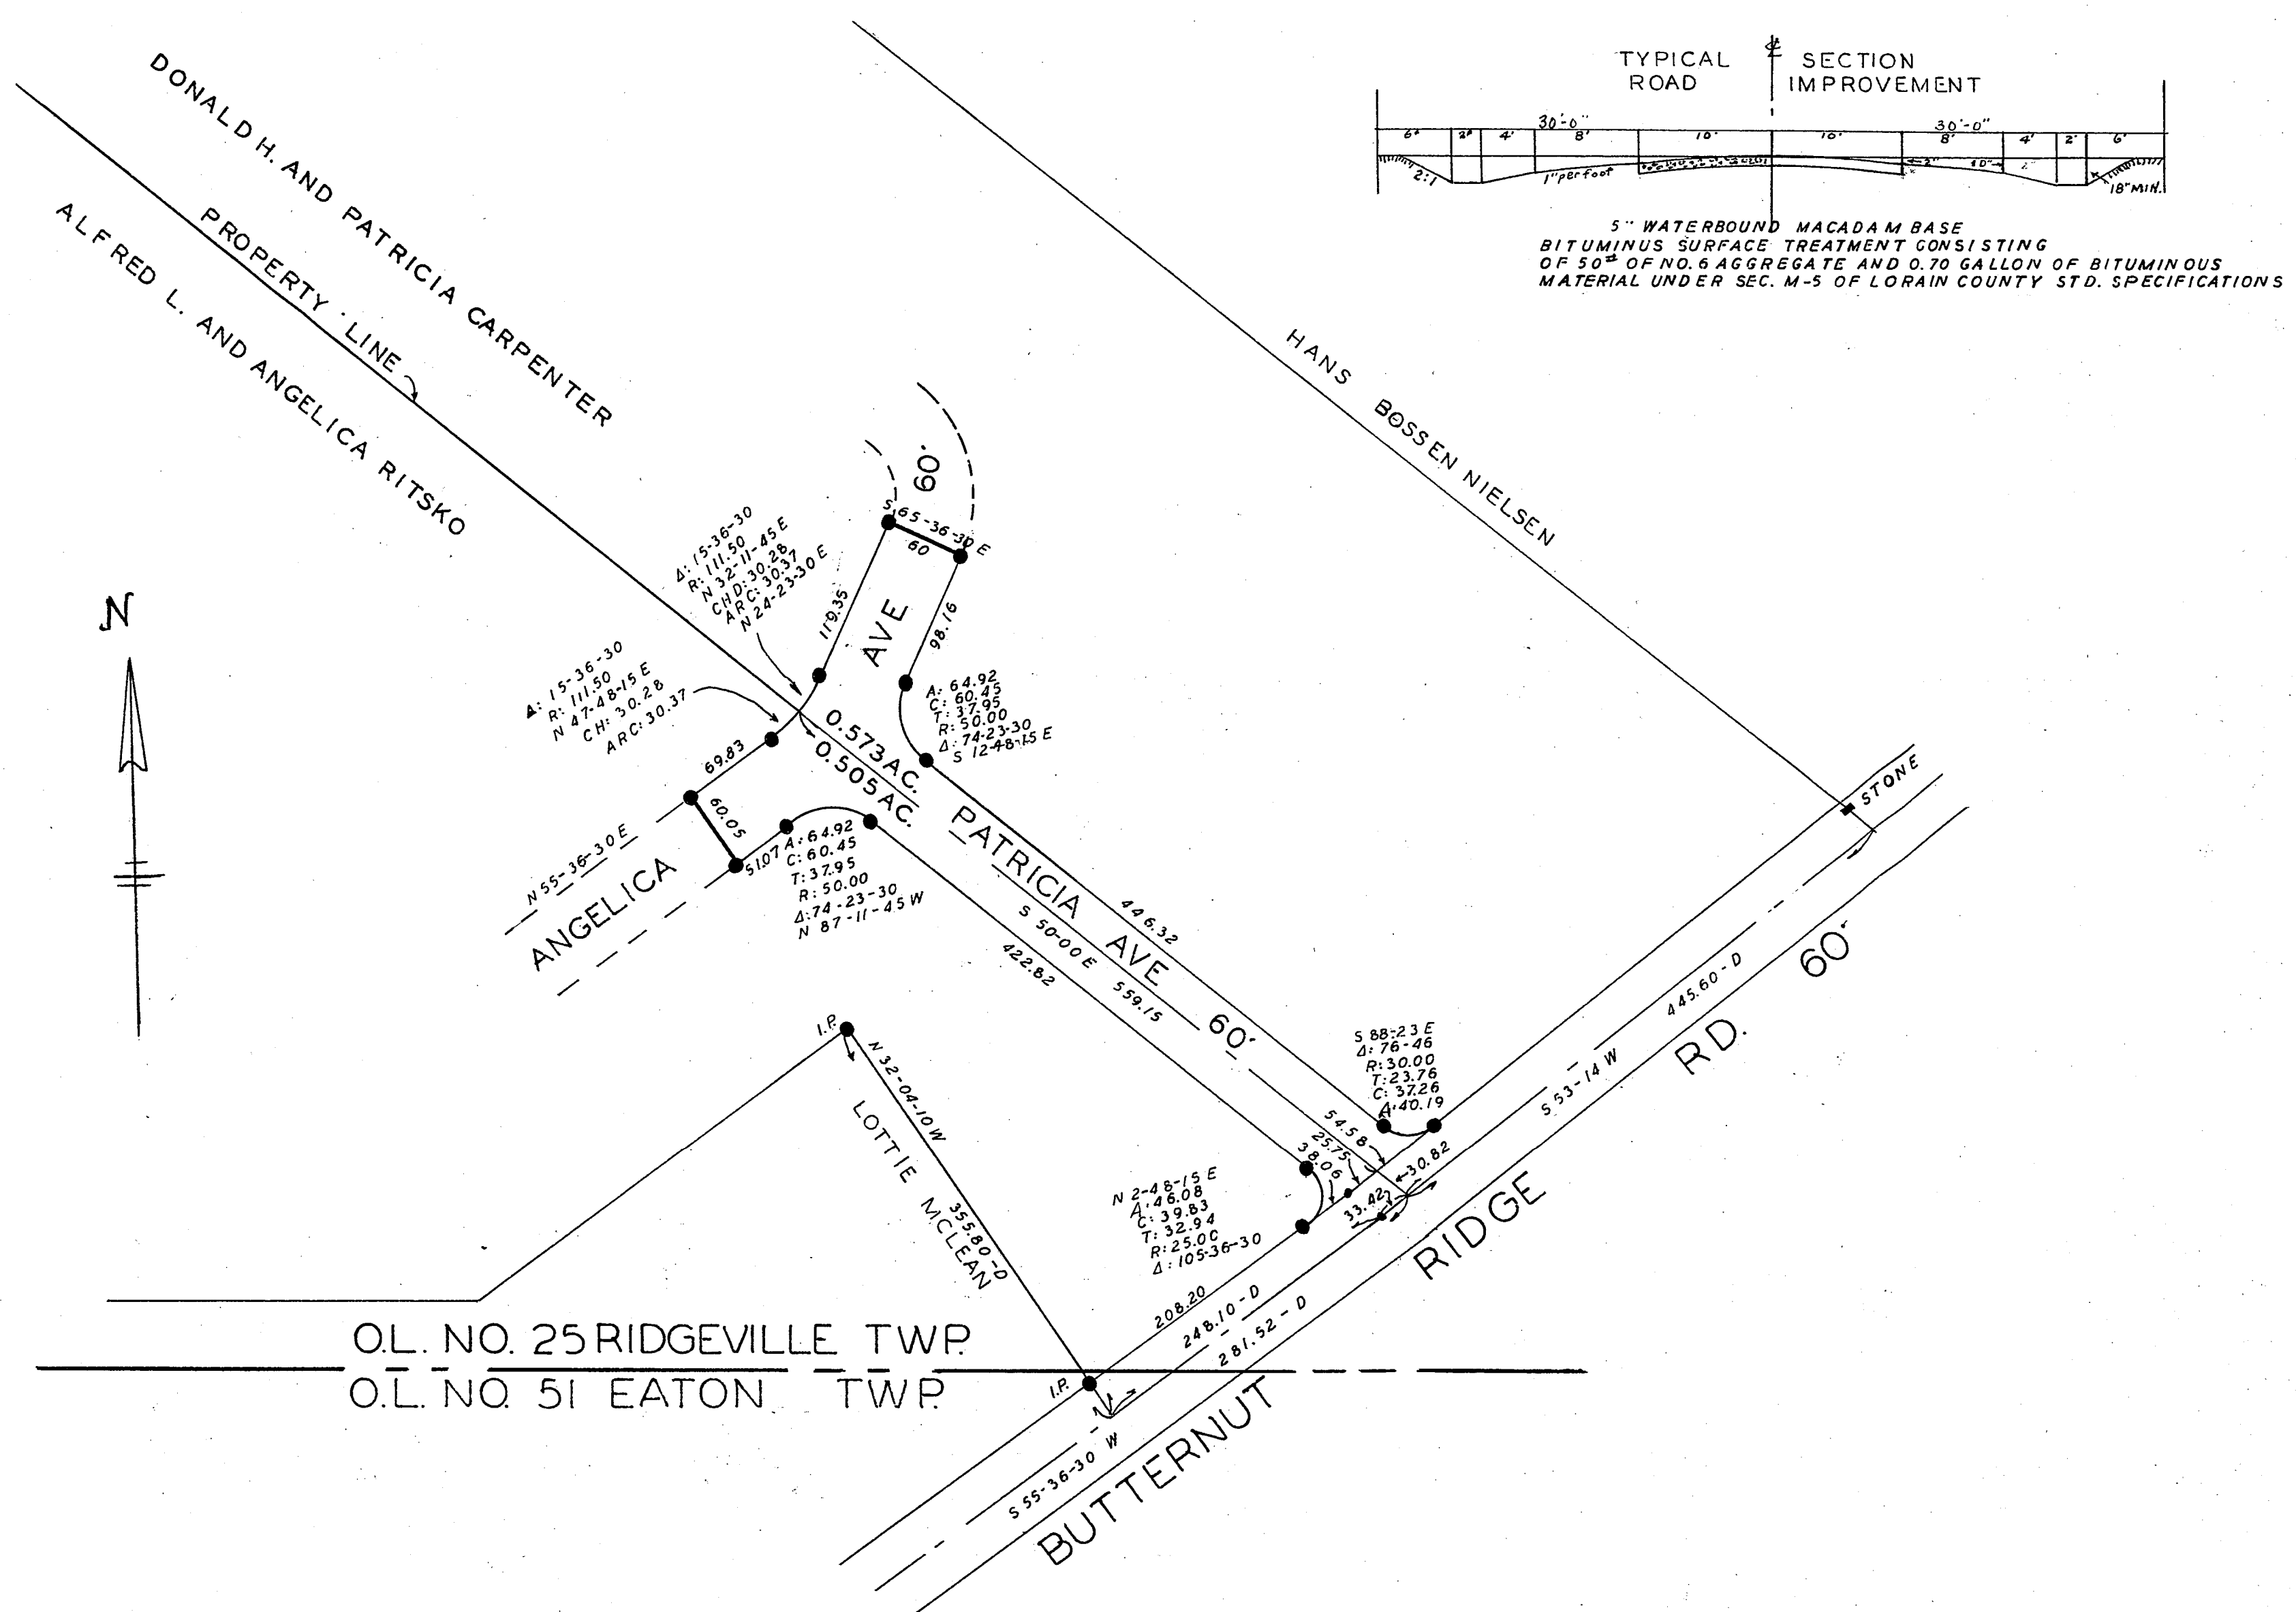 TYPICAL ROAD
SECTION IMPROVEMENT
30'-0"
30'-0"
6'
2'
4'
8'
10'
10'
8'
4'
2'
6'
2:1
1" per foot
2"
18" MIN.
5" WATERBOUND MACADAM BASE
BITUMINUS SURFACE TREATMENT CONSISTING
OF 50# OF NO. 6 AGGREGATE AND 0.70 GALLON OF BITUMINOUS
MATERIAL UNDER SEC. M-5 OF LORAIN COUNTY STD. SPECIFICATIONS
DONALD H. AND PATRICIA CARPENTER
PROPERTY LINE
ALFRED L. AND ANGELICA RITSKO
HANS BOSSEN NIELSEN
N
60'
S 65-36-30 E
60
Δ: 15-36-30
R: 111.50
N 32-11-45 E
CHD: 30.28
ARC: 30.37
N 24-23-30 E
119.35
AVE
98.16
Δ: 15-36-30
R: 111.50
N 47-48-15 E
CH: 30.28
ARC: 30.37
A: 64.92
C: 60.45
T: 37.95
R: 50.00
Δ: 74-23-30
S 12-48-15 E
69.83
0.573 AC.
0.505 AC.
60.05
51.07
A: 64.92
C: 60.45
T: 37.95
R: 50.00
Δ: 74-23-30
N 87-11-45 W
N 55-36-30 E
ANGELICA
PATRICIA AVE 60'
446.32
S 50-00 E 559.15
422.82
STONE
445.60-D
S 53-14 W
60'
I.P.
N 32-04-10 W
355.80-D
LOTTIE MCLEAN
S 88-23 E
Δ: 76-46
R: 30.00
T: 23.76
C: 37.26
A: 40.19
54.58
25.75
38.06
30.82
33.42
N 2-48-15 E
A: 46.08
C: 39.83
T: 32.94
R: 25.00
Δ: 105-36-30
208.20
248.10-D
281.52-D
O.L. NO. 25 RIDGEVILLE TWP.
O.L. NO. 51 EATON TWP.
I.P.
S 55-36-30 W
BUTTERNUT RIDGE RD.